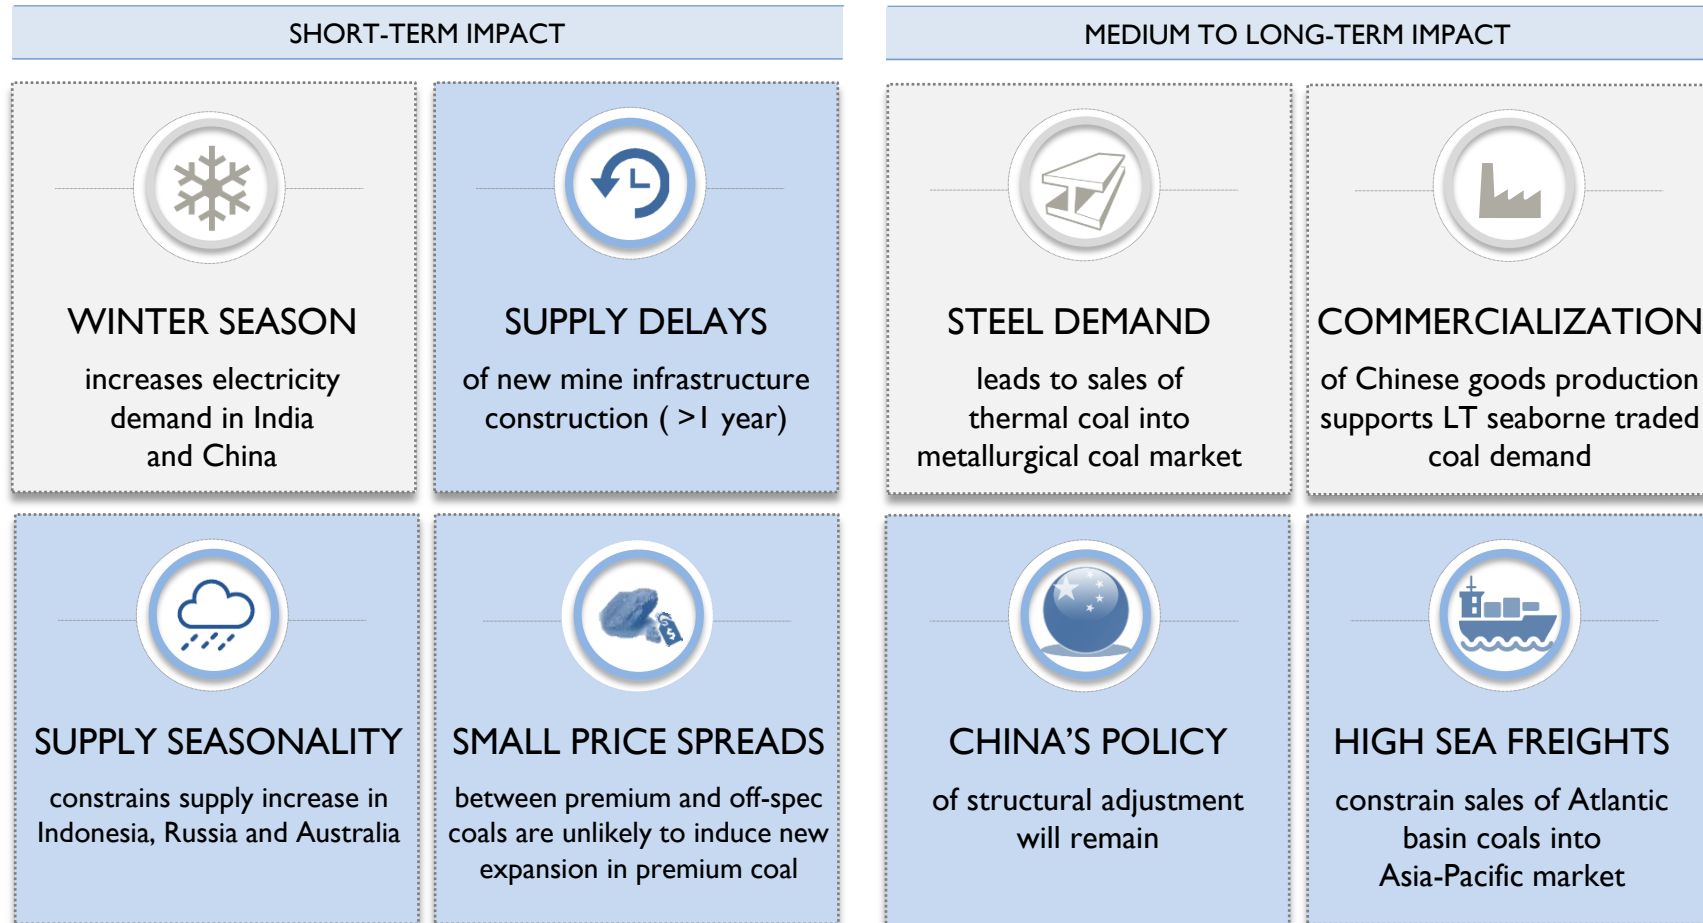 SHORT-TERM IMPACT
MEDIUM TO LONG-TERM IMPACT
WINTER SEASON
increases electricity
demand in India
and China
SUPPLY DELAYS
of new mine infrastructure
construction ( >1 year)
STEEL DEMAND
leads to sales of
thermal coal into
metallurgical coal market
COMMERCIALIZATION
of Chinese goods production
supports LT seaborne traded
coal demand
SUPPLY SEASONALITY
constrains supply increase in
Indonesia, Russia and Australia
SMALL PRICE SPREADS
between premium and off-spec
coals are unlikely to induce new
expansion in premium coal
CHINA’S POLICY
of structural adjustment
will remain
HIGH SEA FREIGHTS
constrain sales of Atlantic
basin coals into
Asia-Pacific market